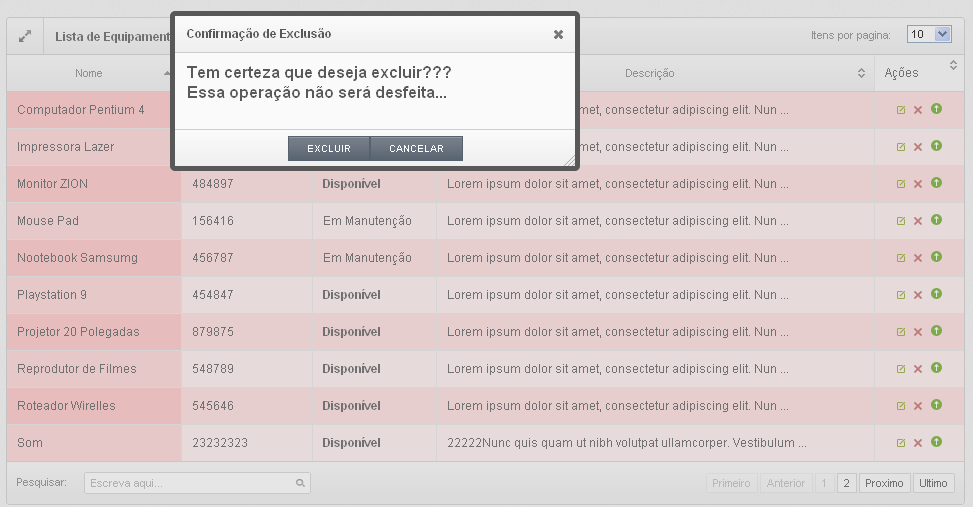 Lista de Equipament
Itens por pagina: 10
Confirmação de Exclusão
Tem certeza que deseja excluir???
Essa operação não será desfeita...
EXCLUIR CANCELAR
Nome Descrição Ações
Computador Pentium 4 met, consectetur adipiscing elit. Nun ...
Impressora Lazer met, consectetur adipiscing elit. Nun ...
Monitor ZION 484897 Disponível Lorem ipsum dolor sit amet, consectetur adipiscing elit. Nun ...
Mouse Pad 156416 Em Manutenção Lorem ipsum dolor sit amet, consectetur adipiscing elit. Nun ...
Nootebook Samsumg 456787 Em Manutenção Lorem ipsum dolor sit amet, consectetur adipiscing elit. Nun ...
Playstation 9 454847 Disponível Lorem ipsum dolor sit amet, consectetur adipiscing elit. Nun ...
Projetor 20 Polegadas 879875 Disponível Lorem ipsum dolor sit amet, consectetur adipiscing elit. Nun ...
Reprodutor de Filmes 548789 Disponível Lorem ipsum dolor sit amet, consectetur adipiscing elit. Nun ...
Roteador Wirelles 545646 Disponível Lorem ipsum dolor sit amet, consectetur adipiscing elit. Nun ...
Som 23232323 Disponível 22222Nunc quis quam ut nibh volutpat ullamcorper. Vestibulum ...
Pesquisar: Escreva aqui... Primeiro Anterior 1 2 Proximo Ultimo